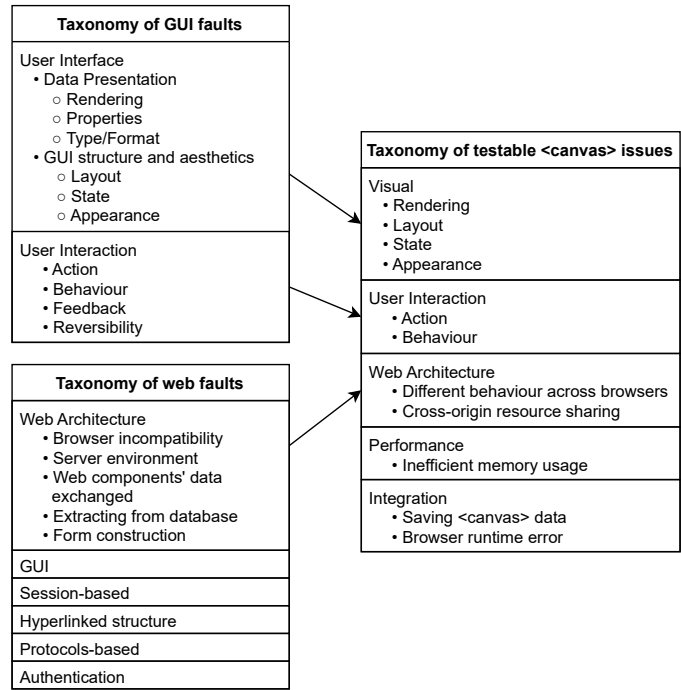 Taxonomy of GUI faults
User Interface
• Data Presentation
○ Rendering
○ Properties
○ Type/Format
• GUI structure and aesthetics
○ Layout
○ State
○ Appearance
User Interaction
• Action
• Behaviour
• Feedback
• Reversibility
Taxonomy of web faults
Web Architecture
• Browser incompatibility
• Server environment
• Web components' data
exchanged
• Extracting from database
• Form construction
GUI
Session-based
Hyperlinked structure
Protocols-based
Authentication
Taxonomy of testable <canvas> issues
Visual
• Rendering
• Layout
• State
• Appearance
User Interaction
• Action
• Behaviour
Web Architecture
• Different behaviour across browsers
• Cross-origin resource sharing
Performance
• Inefficient memory usage
Integration
• Saving <canvas> data
• Browser runtime error